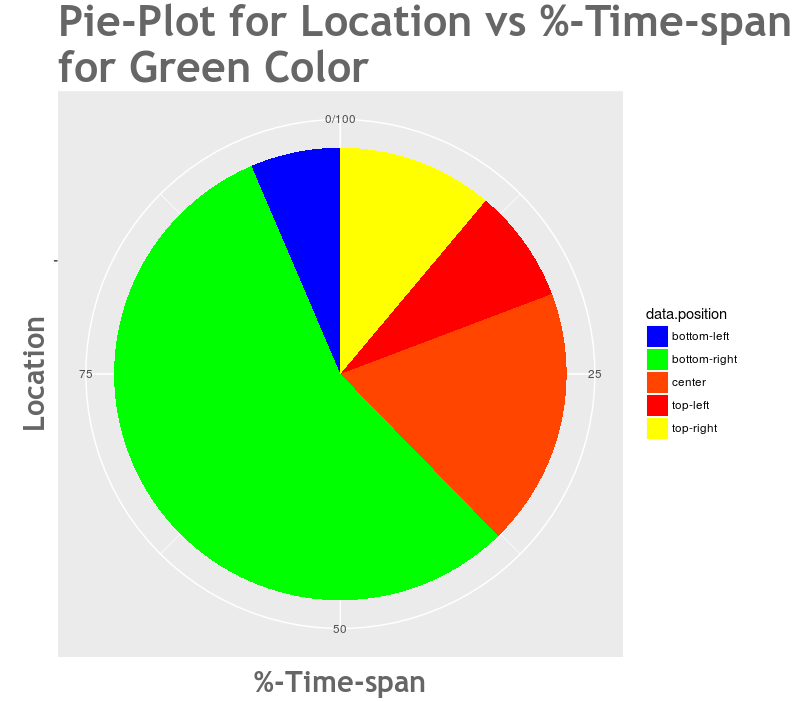 Pie-Plot for Location vs %-Time-span
for Green Color
0/100
25
50
75
Location
%-Time-span
data.position
bottom-left
bottom-right
center
top-left
top-right